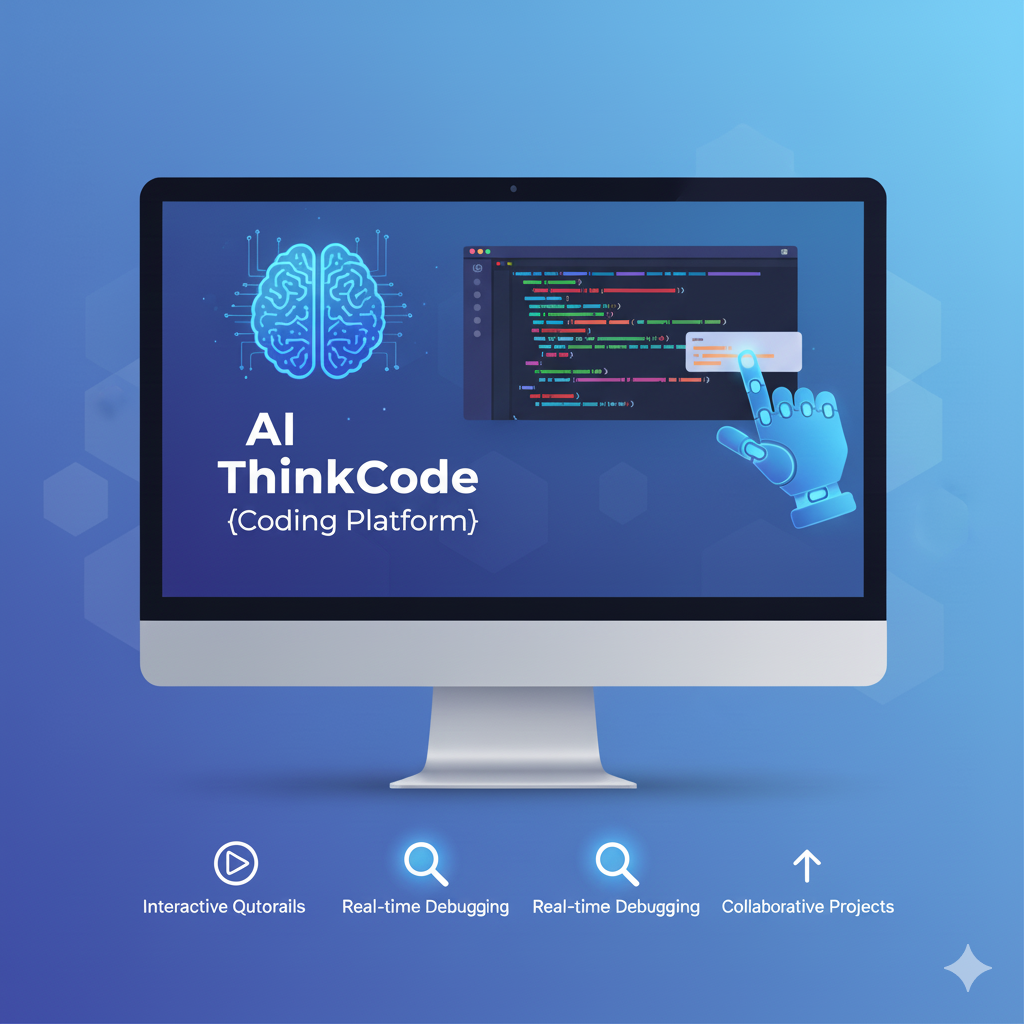 AI
ThinkCode
{Coding Platform}
Interactive Qutorails
Real-time Debugging
Real-time Debugging
Collaborative Projects